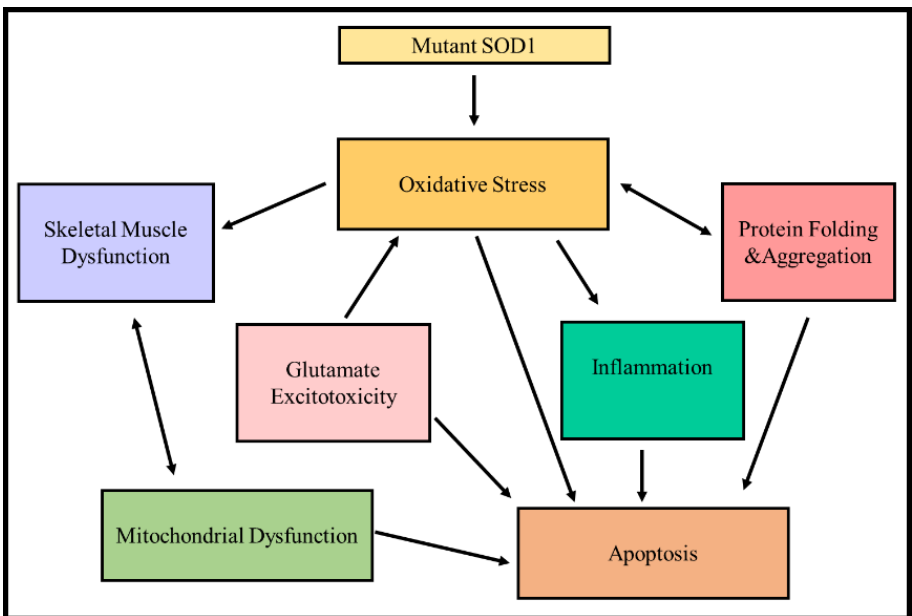 Mutant SOD1
Oxidative Stress
Skeletal Muscle
Dysfunction
Protein Folding
&Aggregation
Glutamate
Excitotoxicity
Inflammation
Mitochondrial Dysfunction
Apoptosis